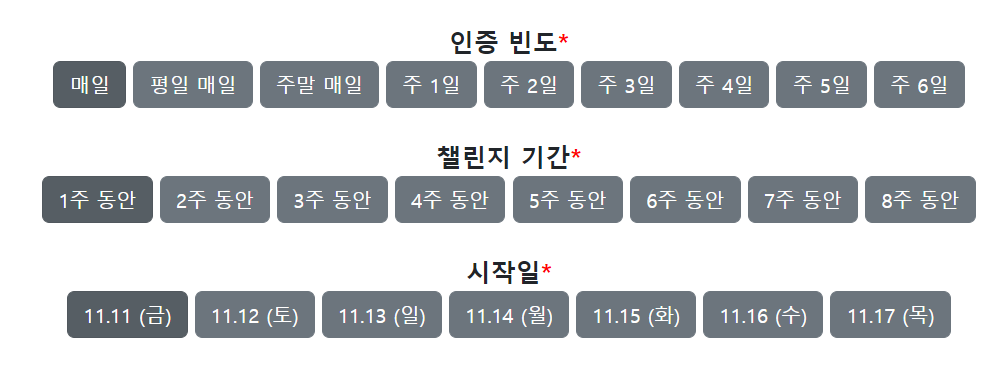 인증 빈도*
매일 평일 매일 주말 매일 주 1일 주 2일 주 3일 주 4일 주 5일 주 6일
챌린지 기간*
1주 동안 2주 동안 3주 동안 4주 동안 5주 동안 6주 동안 7주 동안 8주 동안
시작일*
11.11 (금) 11.12 (토) 11.13 (일) 11.14 (월) 11.15 (화) 11.16 (수) 11.17 (목)